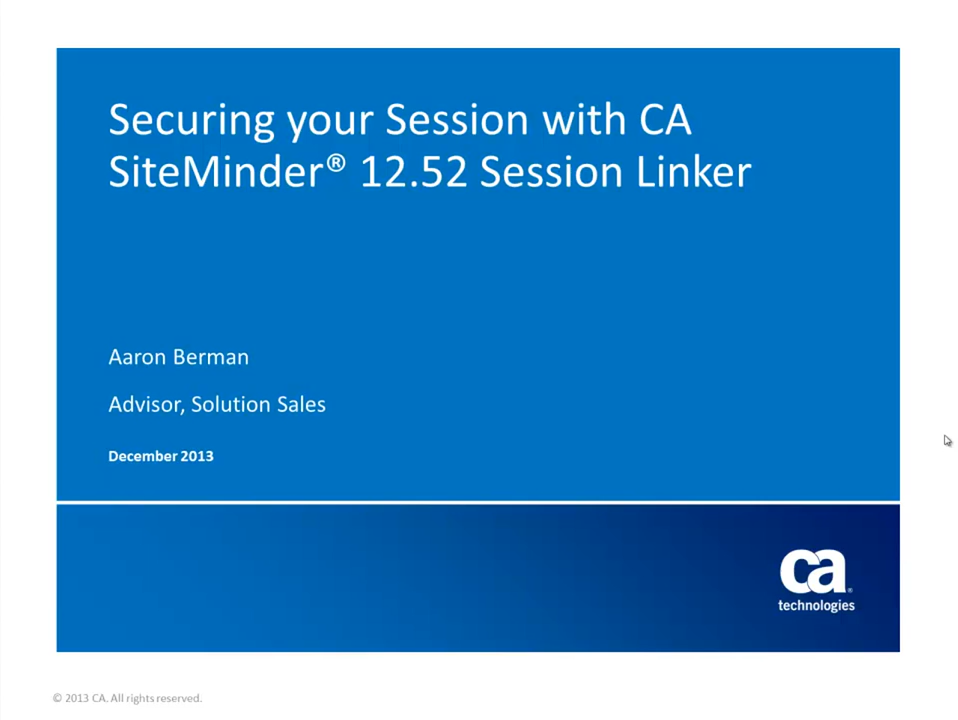 Securing your Session with CA
SiteMinder® 12.52 Session Linker
Aaron Berman
Advisor, Solution Sales
December 2013
ca®
technologies
© 2013 CA. All rights reserved.